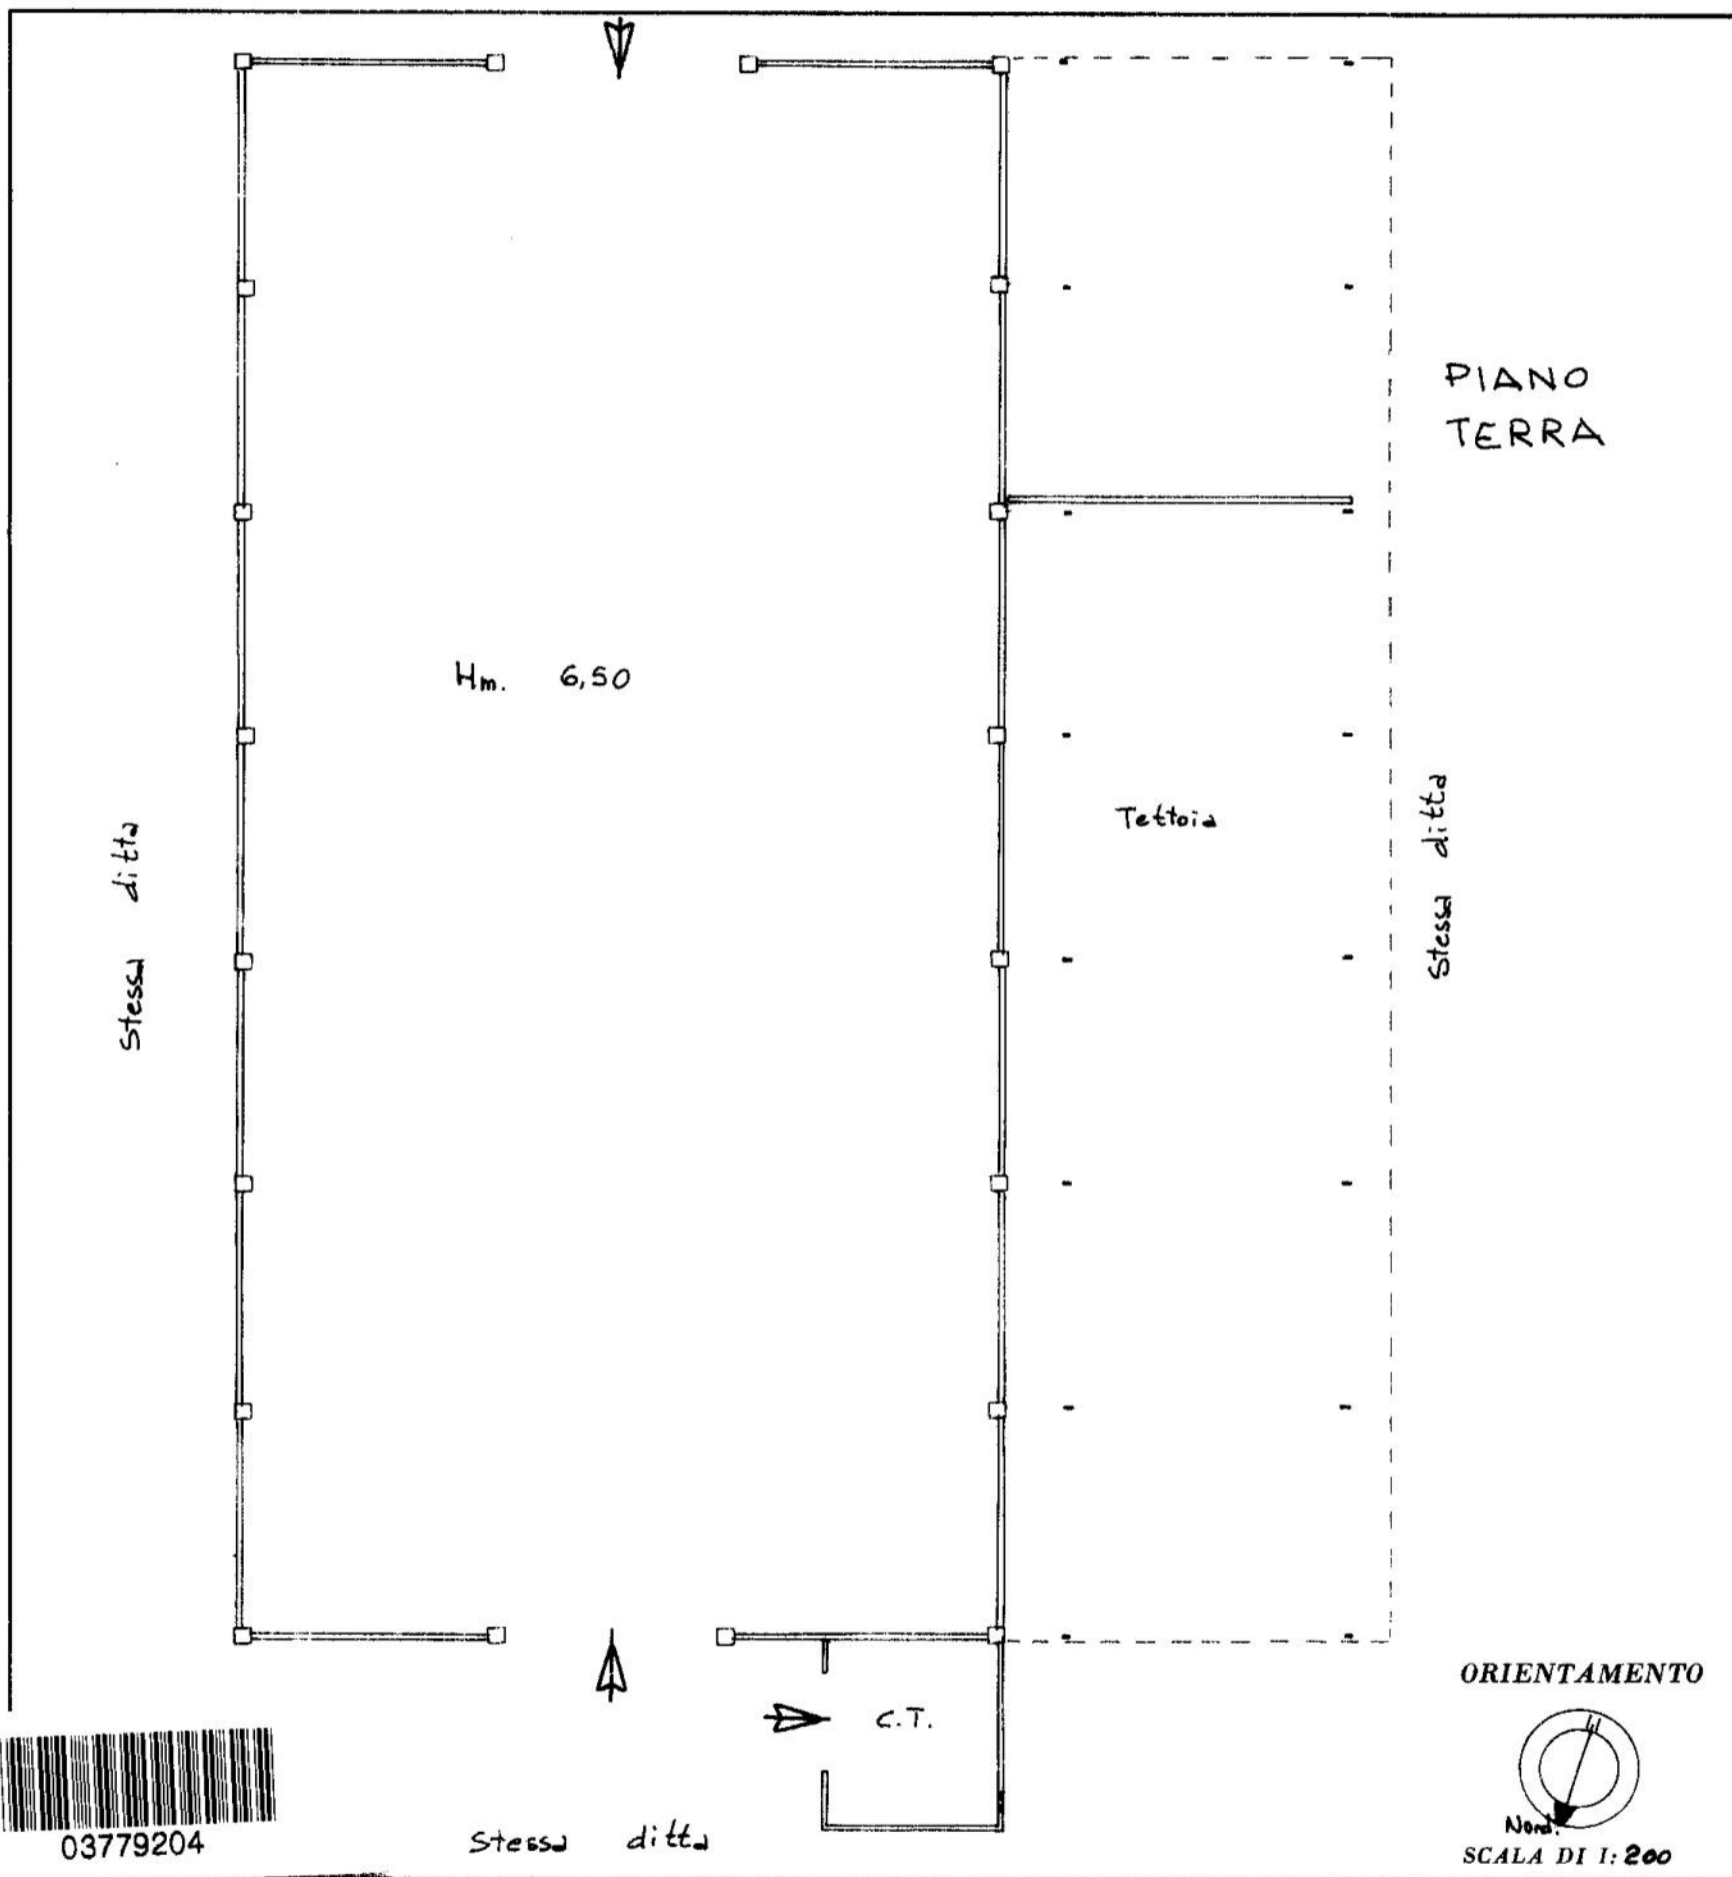 PIANO
TERRA
Hm. 6,50
Tettoia
Stessa ditta
Stessa ditta
C.T.
Stessa ditta
03779204
ORIENTAMENTO
Nord.
SCALA DI 1:200